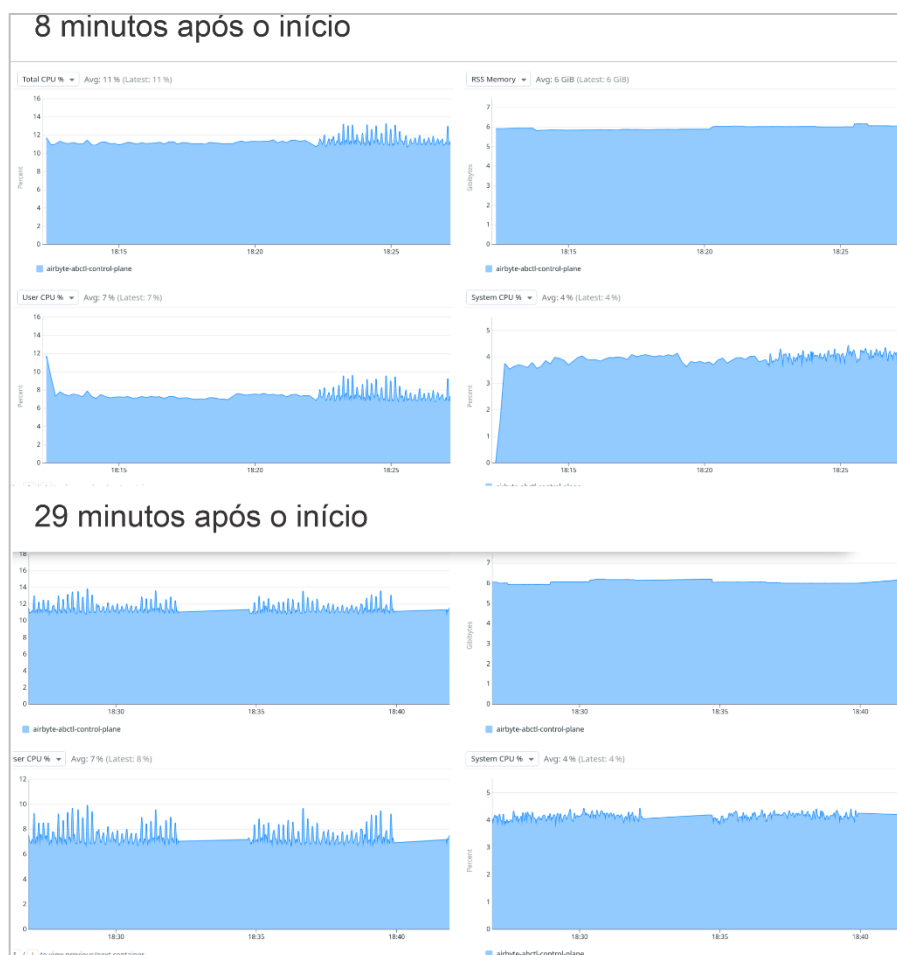 8 minutos após o início
Total CPU % Avg: 11 % (Latest: 11 %)
16
14
12
10
8
6
4
2
0
Percent
18:15 18:20 18:25
airbyte-abctl-control-plane
RSS Memory Avg: 6 GiB (Latest: 6 GiB)
7
6
5
4
3
2
1
0
Gibibytes
18:15 18:20 18:25
airbyte-abctl-control-plane
User CPU % Avg: 7 % (Latest: 7 %)
16
14
12
10
8
6
4
2
0
Percent
18:15 18:20 18:25
System CPU % Avg: 4 % (Latest: 4 %)
5
4
3
2
1
0
Percent
18:15 18:20 18:25
airbyte-abctl-control-plane
29 minutos após o início
18
16
14
12
10
8
6
4
2
0
18:30 18:35 18:40
airbyte-abctl-control-plane
7
6
5
4
3
2
1
0
Gibibytes
18:30 18:35 18:40
airbyte-abctl-control-plane
ser CPU % Avg: 7 % (Latest: 8 %)
12
10
8
6
4
2
0
18:30 18:35 18:40
to view previous/next container
System CPU % Avg: 4 % (Latest: 4 %)
5
4
3
2
1
0
Percent
18:30 18:35 18:40
airbyte-abctl-control-plane